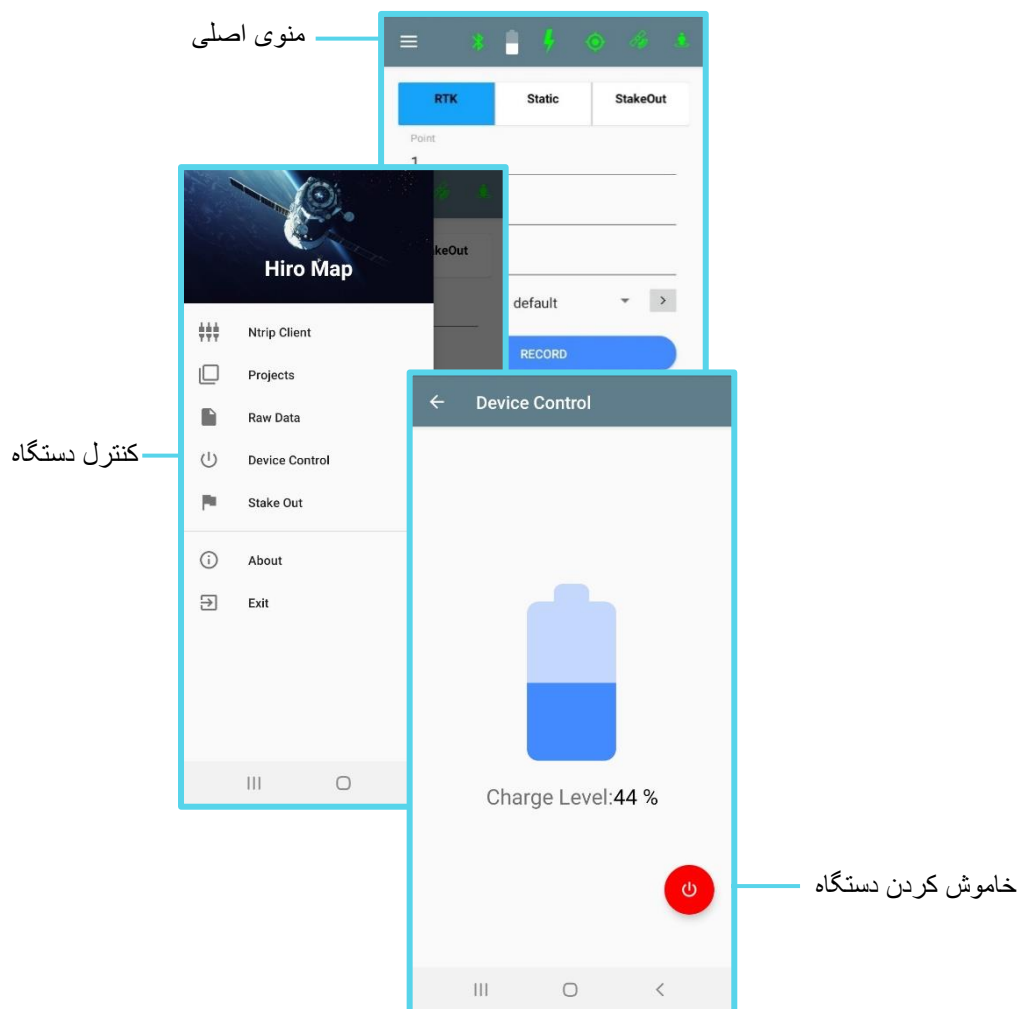 منوی اصلی
RTK
Static
StakeOut
Point
1
default
RECORD
keOut
Hiro Map
Ntrip Client
Projects
Raw Data
Device Control
Stake Out
About
Exit
کنترل دستگاه
Device Control
Charge Level:44 %
خاموش کردن دستگاه